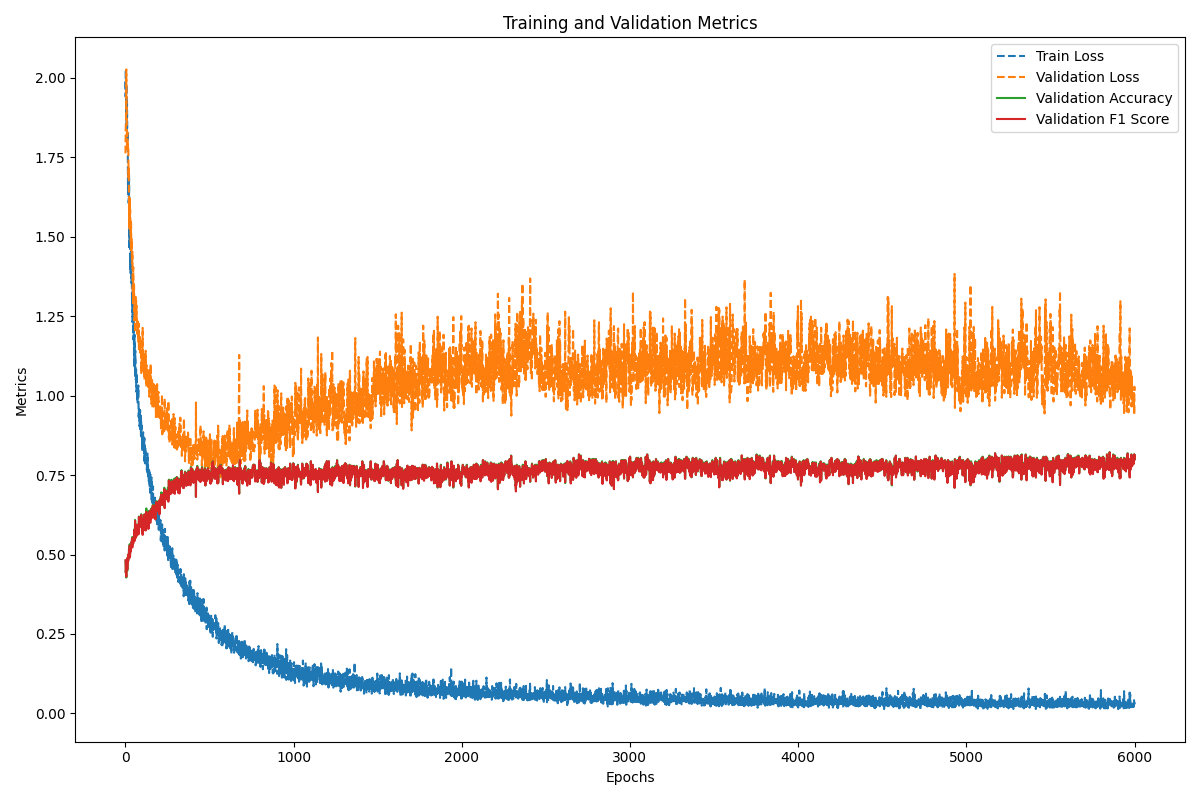 Training and Validation Metrics
Train Loss
Validation Loss
Validation Accuracy
Validation F1 Score
2.00
1.75
1.50
1.25
1.00
0.75
0.50
0.25
0.00
Metrics
0
1000
2000
3000
4000
5000
6000
Epochs